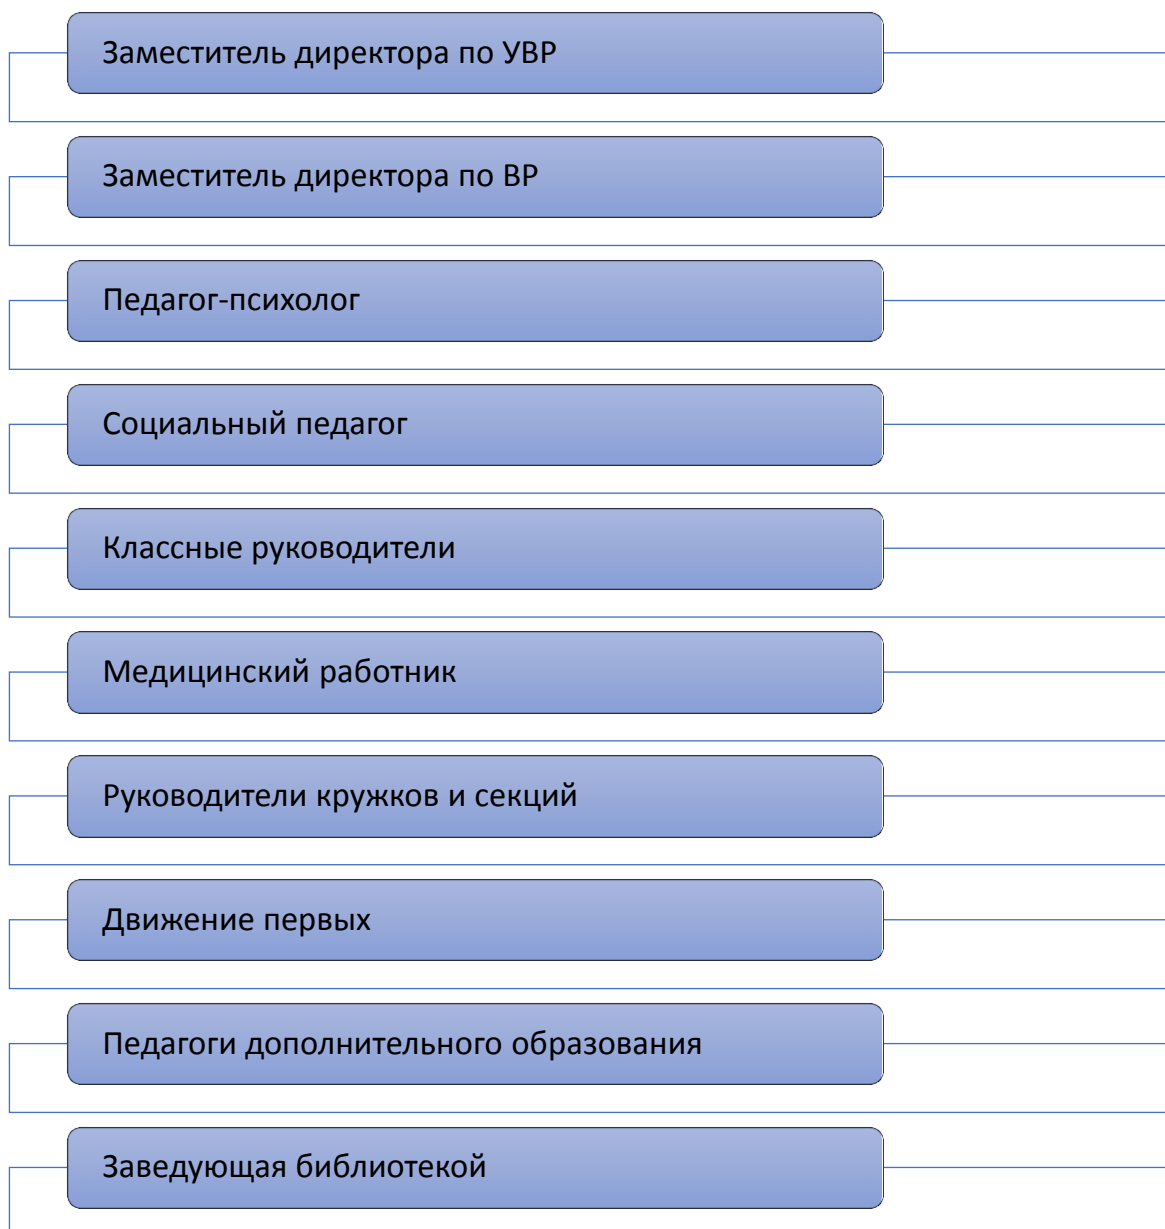 Заместитель директора по УВР
Заместитель директора по ВР
Педагог-психолог
Социальный педагог
Классные руководители
Медицинский работник
Руководители кружков и секций
Движение первых
Педагоги дополнительного образования
Заведующая библиотекой